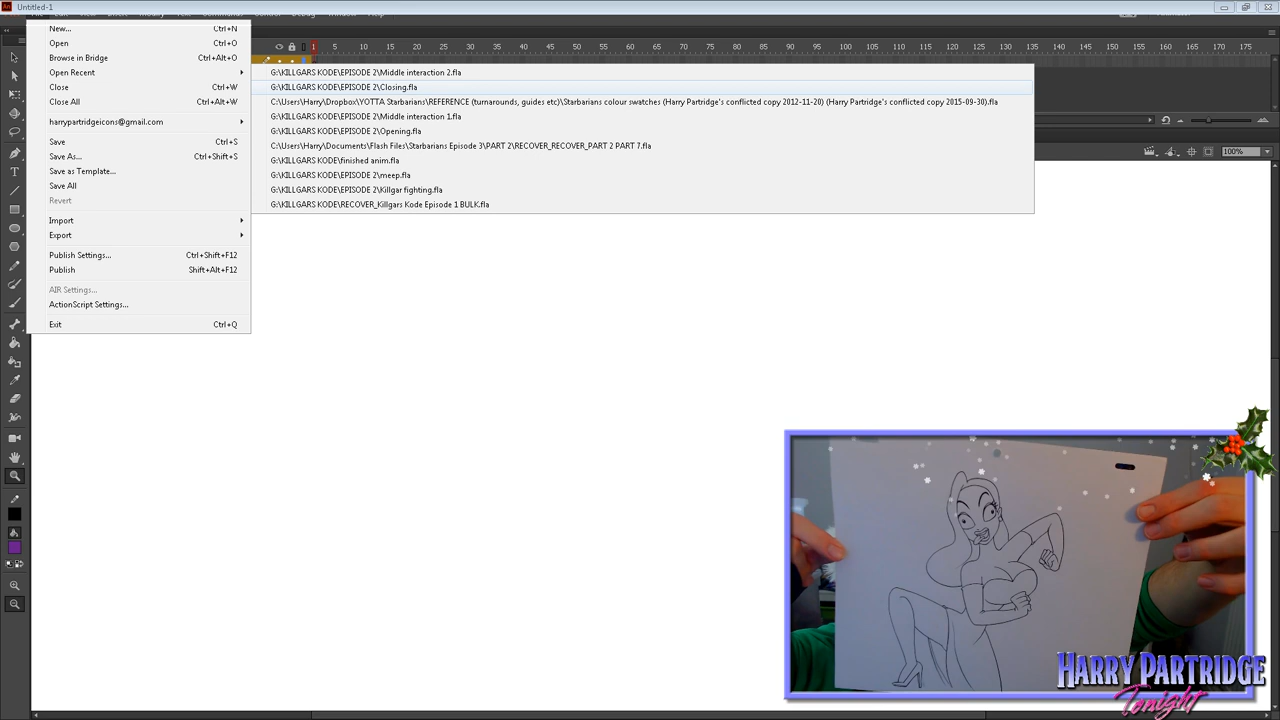 An Untitled-1
New... Ctrl+N
Open Ctrl+O
Browse in Bridge Ctrl+Alt+O
Open Recent
Close Ctrl+W
Close All Ctrl+Alt+W
harrypartridgeicons@gmail.com
Save Ctrl+S
Save As... Ctrl+Shift+S
Save as Template...
Save All
Revert
Import
Export
Publish Settings... Ctrl+Shift+F12
Publish Shift+Alt+F12
AIR Settings...
ActionScript Settings...
Exit Ctrl+Q
1 5 10 15 20 25 30 35 40 45 50 55 60 65 70 75 80 85 90 95 100 105 110 115 120 125 130 135 140 145 150 155 160 165 170 175
G:\KILLGARS KODE\EPISODE 2\Middle interaction 2.fla
G:\KILLGARS KODE\EPISODE 2\Closing.fla
C:\Users\Harry\Dropbox\YOTTA Starbarians\REFERENCE (turnarounds, guides etc)\Starbarians colour swatches (Harry Partridge's conflicted copy 2012-11-20) (Harry Partridge's conflicted copy 2015-09-30).fla
G:\KILLGARS KODE\EPISODE 2\Middle interaction 1.fla
G:\KILLGARS KODE\EPISODE 2\Opening.fla
C:\Users\Harry\Documents\Flash Files\Starbarians Episode 3\PART 2\RECOVER_RECOVER_PART 2 PART 7.fla
G:\KILLGARS KODE\finished anim.fla
G:\KILLGARS KODE\EPISODE 2\meep.fla
G:\KILLGARS KODE\EPISODE 2\Killgar fighting.fla
G:\KILLGARS KODE\RECOVER_Killgars Kode Episode 1 BULK.fla
100%
HARRY PARTRIDGE
Tonight